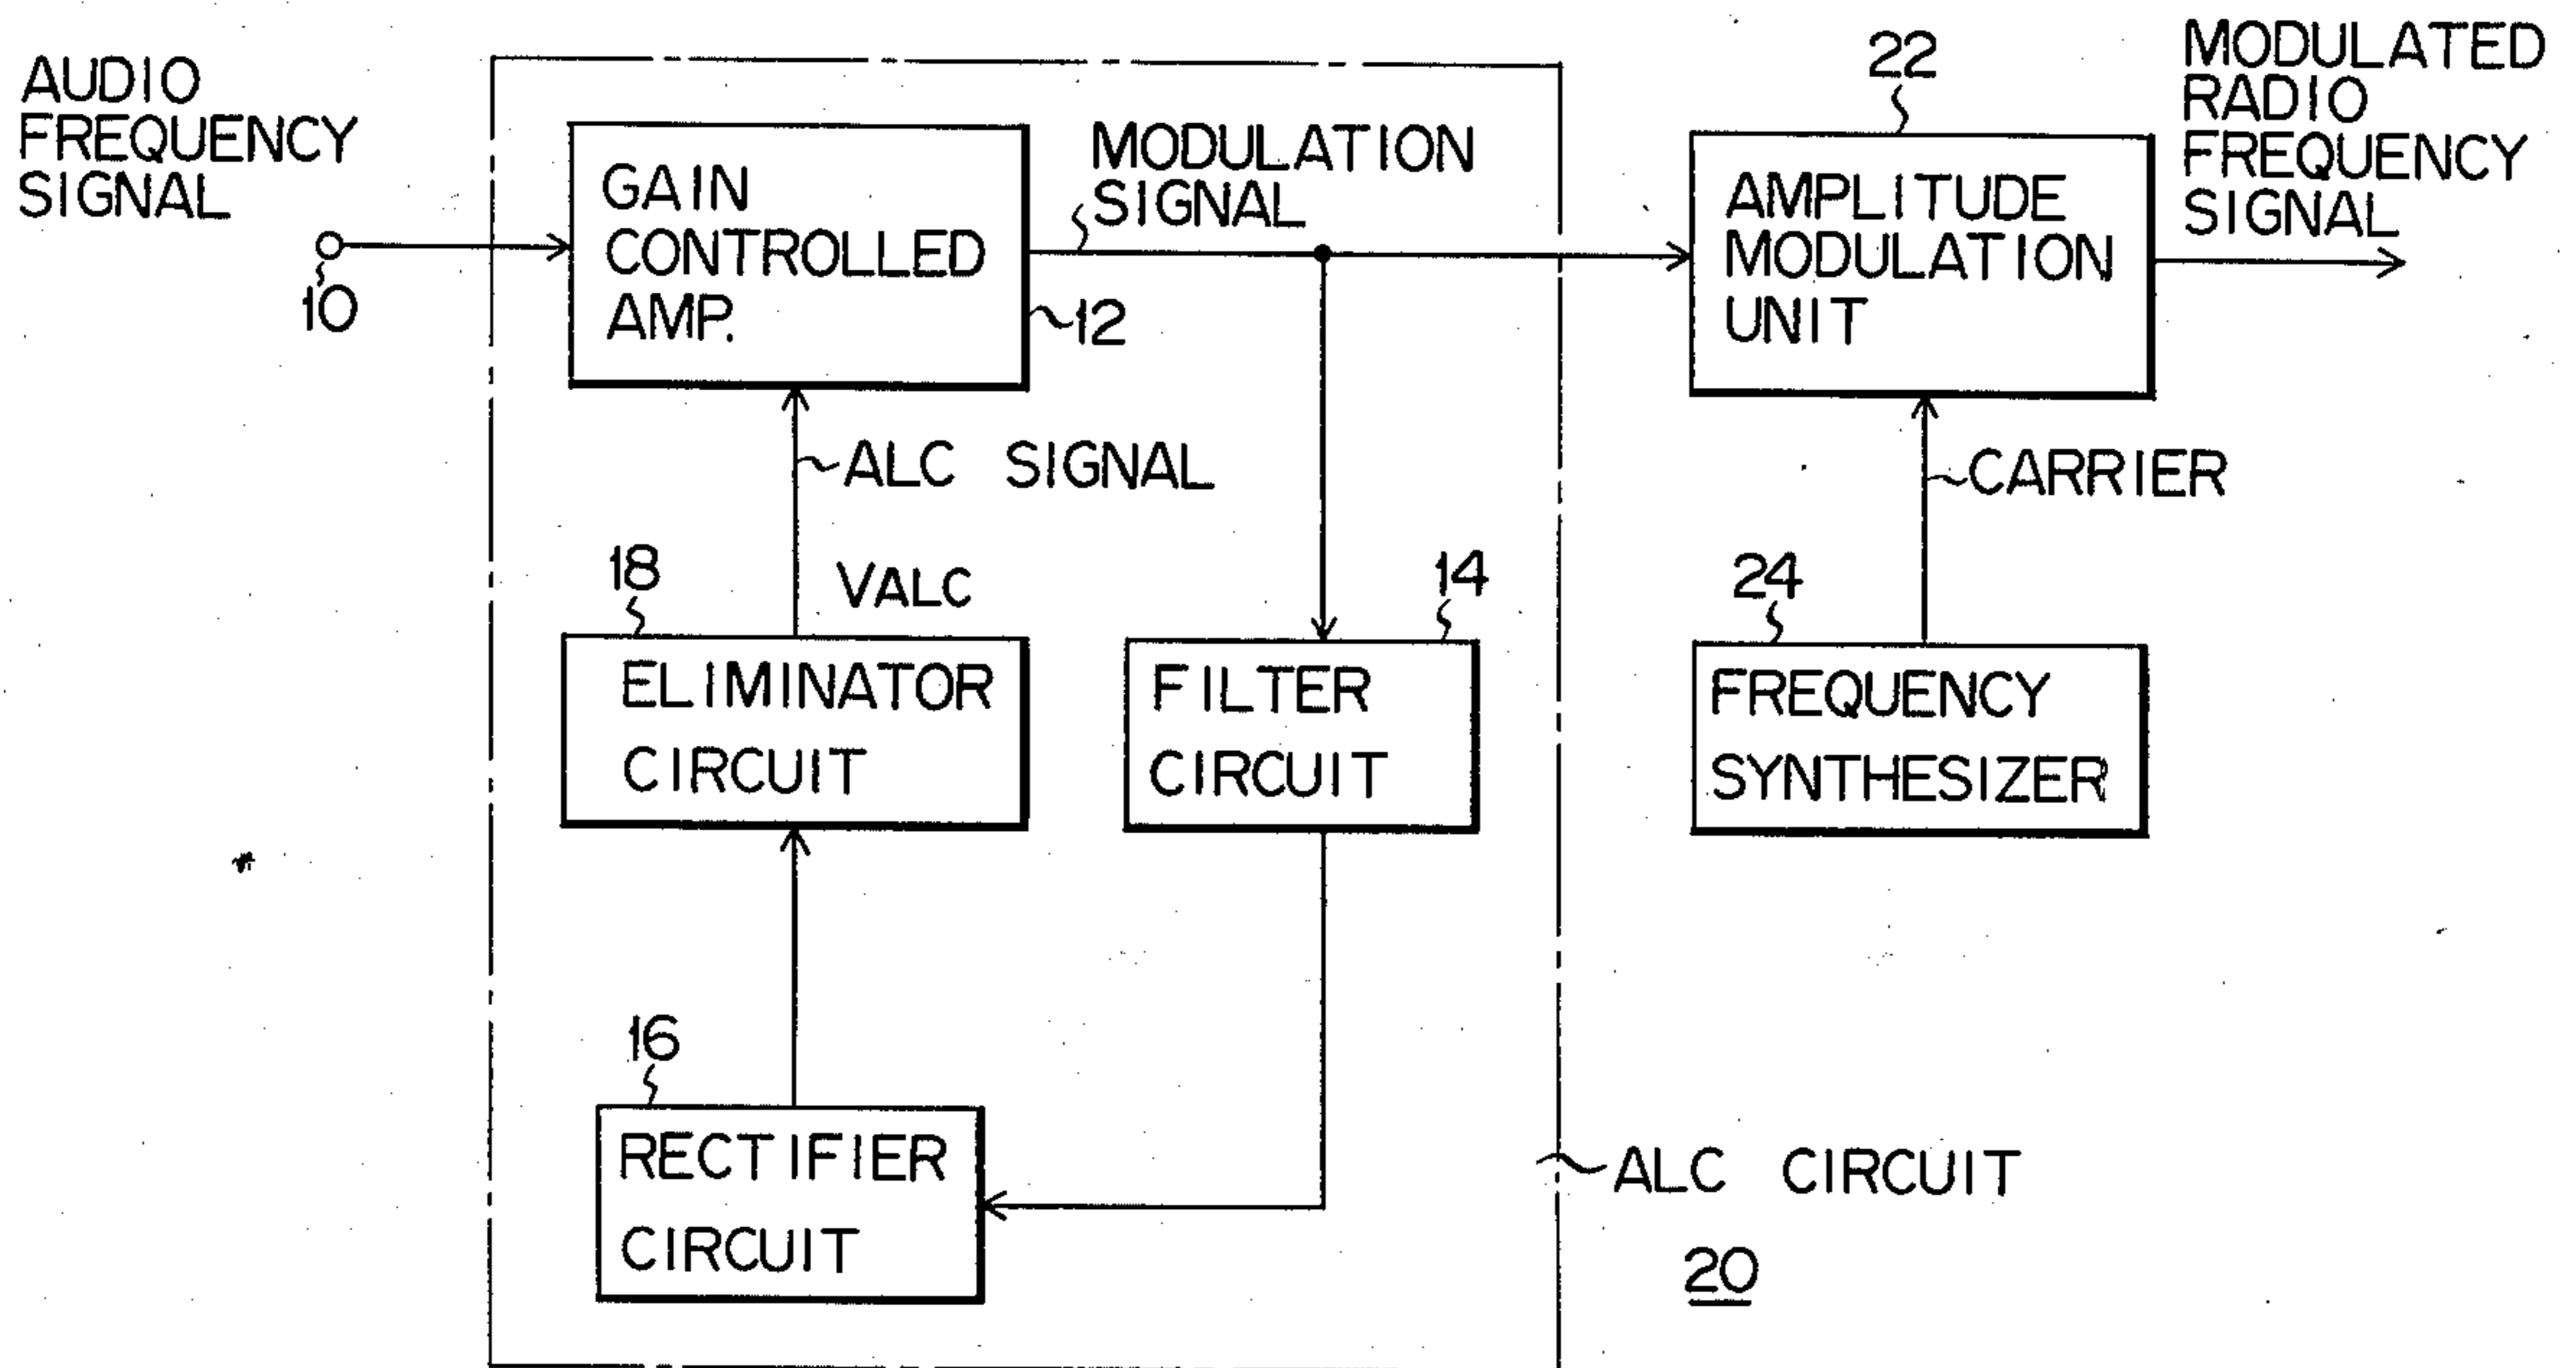 AUDIO
FREQUENCY
SIGNAL
10
GAIN
CONTROLLED
AMP.
12
MODULATION
SIGNAL
22
AMPLITUDE
MODULATION
UNIT
MODULATED
RADIO
FREQUENCY
SIGNAL
ALC SIGNAL
CARRIER
18
VALC
ELIMINATOR
CIRCUIT
14
FILTER
CIRCUIT
24
FREQUENCY
SYNTHESIZER
16
RECTIFIER
CIRCUIT
ALC CIRCUIT
20